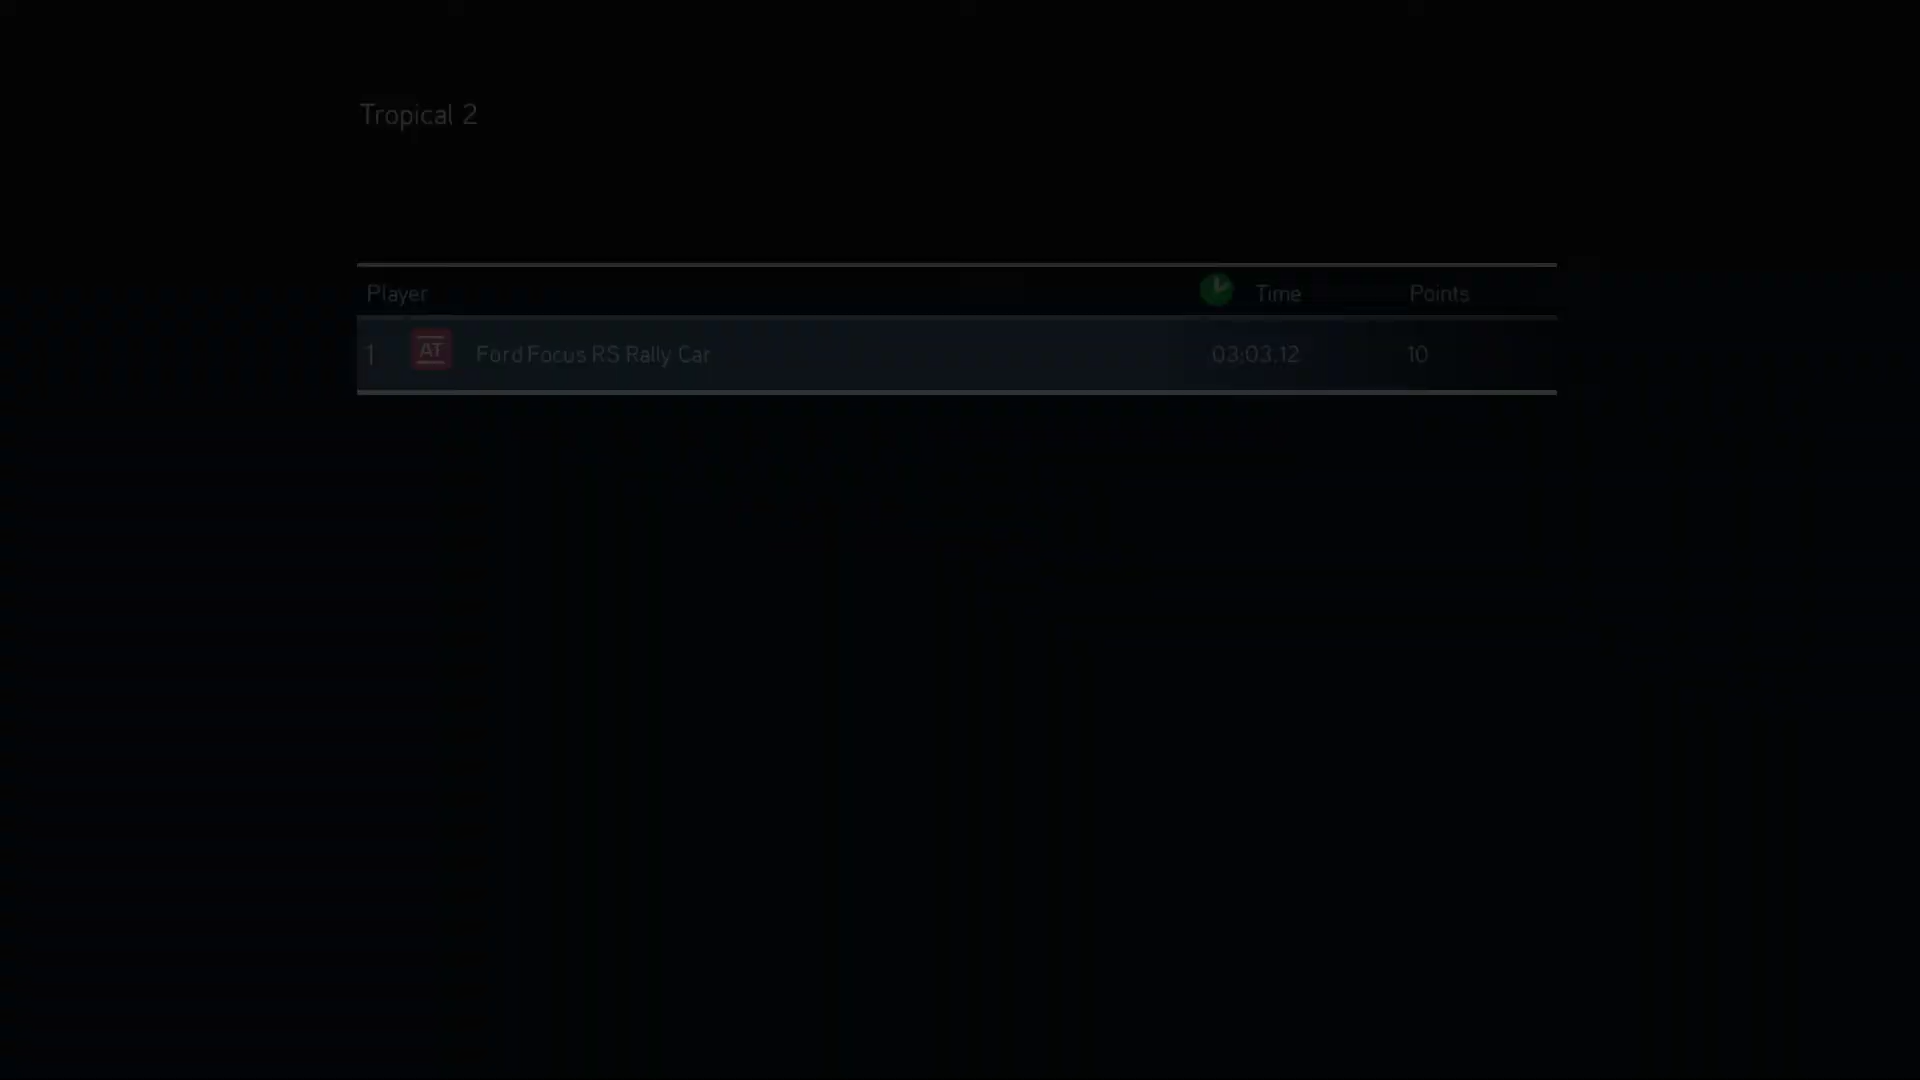 Tropical 2
Player Time Points
1 AT Ford Focus RS Rally Car 03:03.12 10